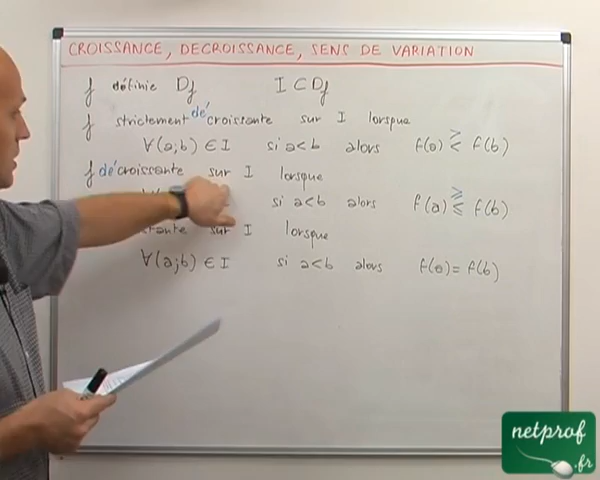 CROISSANCE, DECROISSANCE, SENS DE VARIATION
f définie Df I ⊂ Df
f strictement décroissante sur I lorsque
∀(a;b) ∈ I si a<b alors f(a) ≷ f(b)
f décroissante sur I lorsque
si a<b alors f(a) ⩾⩽ f(b)
sur I lorsque
∀(a;b) ∈ I si a<b alors f(a) = f(b)
netprof
.fr